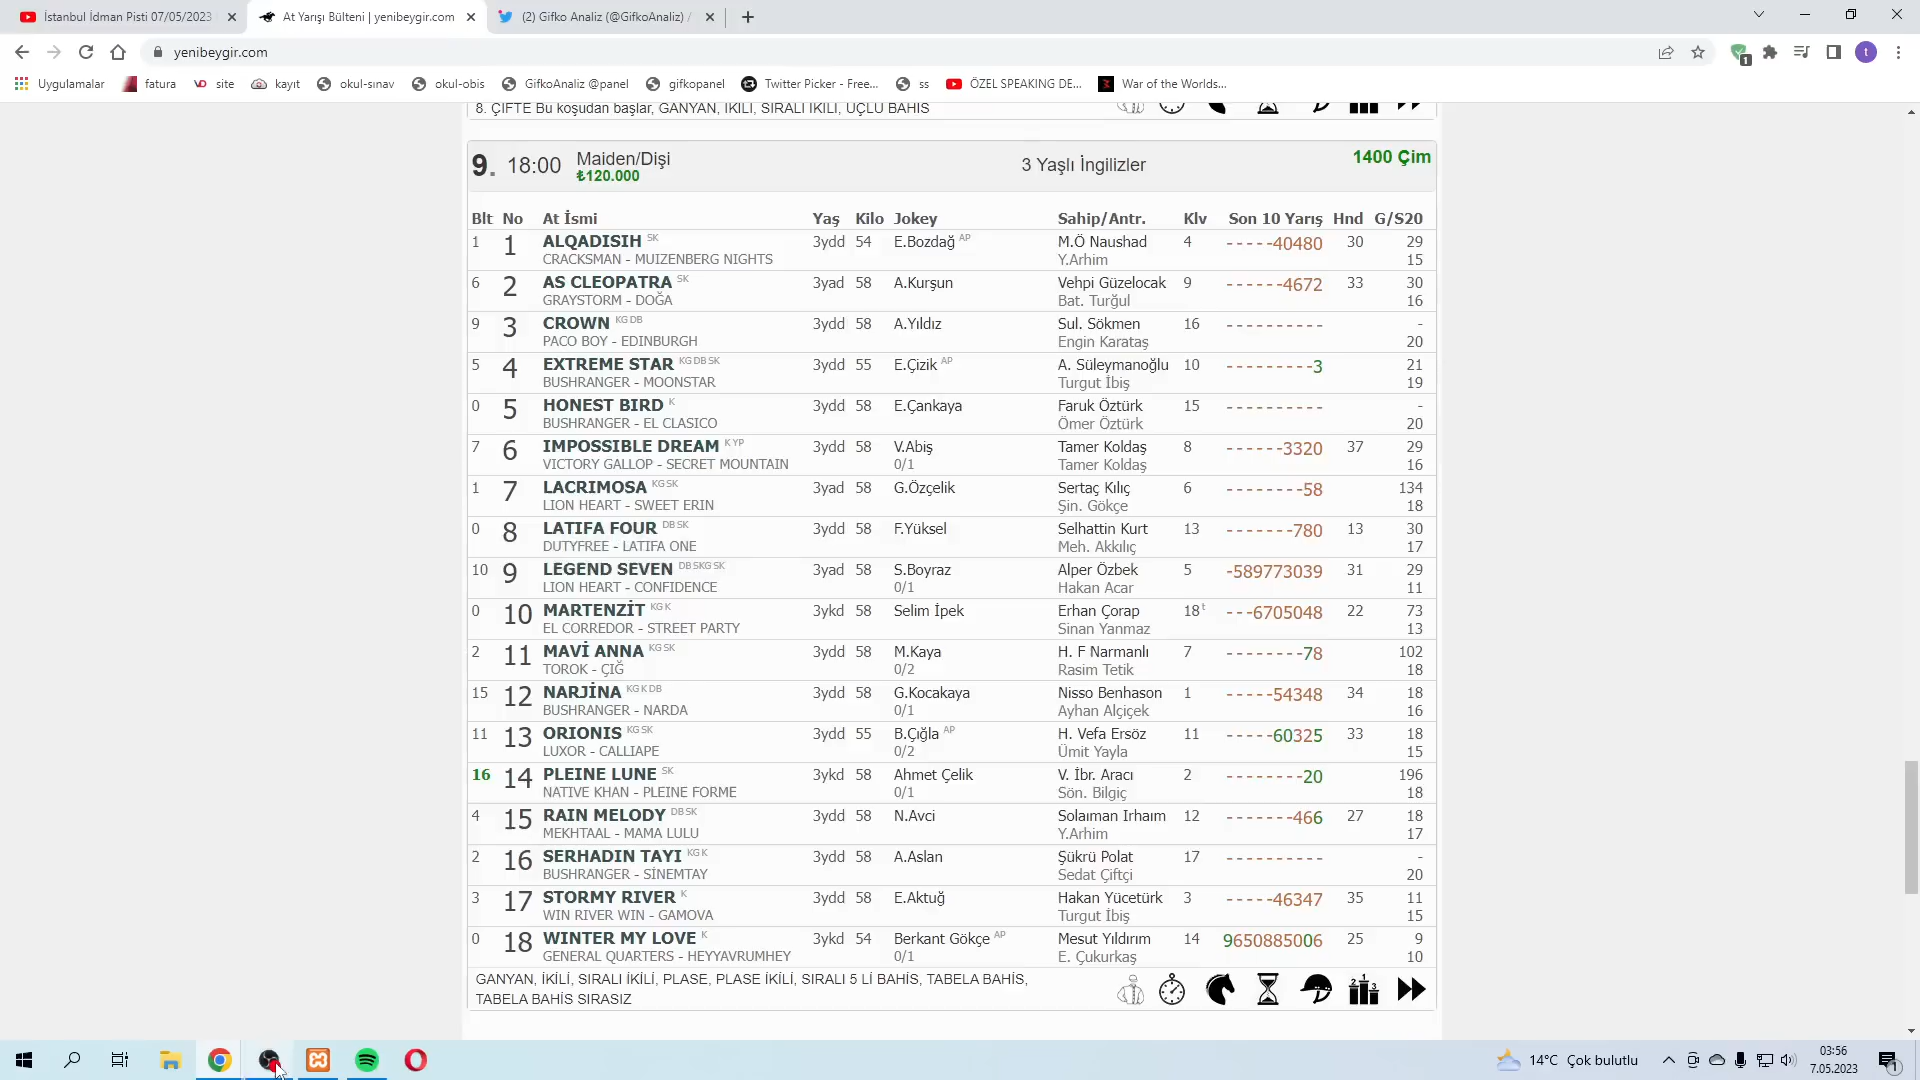 İstanbul İdman Pisti 07/05/2023
At Yarışı Bülteni | yenibeygir.com
(2) Gifko Analiz (@GifkoAnaliz) /
yenibeygir.com
1
t
Uygulamalar fatura site kayıt okul-sınav okul-obis GifkoAnaliz @panel gifkopanel Twitter Picker - Free... ss ÖZEL SPEAKING DE... War of the Worlds...
8. ÇİFTE Bu koşudan başlar, GANYAN, İKİLİ, SIRALI İKİLİ, ÜÇLÜ BAHİS
9. 18:00 Maiden/Dişi 3 Yaşlı İngilizler 1400 Çim
₺120.000
Blt No At İsmi Yaş Kilo Jokey Sahip/Antr. Klv Son 10 Yarış Hnd G/S20
1 1 ALQADISIH SK 3ydd 54 E.Bozdağ AP M.Ö Naushad 4 -----40480 30 29
CRACKSMAN - MUIZENBERG NIGHTS Y.Arhim 15
6 2 AS CLEOPATRA SK 3yad 58 A.Kurşun Vehpi Güzelocak 9 ------4672 33 30
GRAYSTORM - DOĞA Bat. Turğul 16
9 3 CROWN KG DB 3ydd 58 A.Yıldız Sul. Sökmen 16 ---------- -
PACO BOY - EDINBURGH Engin Karataş 20
5 4 EXTREME STAR KG DB SK 3ydd 55 E.Çizik AP A. Süleymanoğlu 10 ---------3 21
BUSHRANGER - MOONSTAR Turgut İbiş 19
0 5 HONEST BIRD K 3ydd 58 E.Çankaya Faruk Öztürk 15 ---------- -
BUSHRANGER - EL CLASICO Ömer Öztürk 20
7 6 IMPOSSIBLE DREAM K YP 3ydd 58 V.Abiş Tamer Koldaş 8 ------3320 37 29
VICTORY GALLOP - SECRET MOUNTAIN 0/1 Tamer Koldaş 16
1 7 LACRIMOSA KG SK 3yad 58 G.Özçelik Sertaç Kılıç 6 --------58 134
LION HEART - SWEET ERIN Şin. Gökçe 18
0 8 LATIFA FOUR DB SK 3ydd 58 F.Yüksel Selhattin Kurt 13 -------780 13 30
DUTYFREE - LATIFA ONE Meh. Akkılıç 17
10 9 LEGEND SEVEN DB SKG SK 3yad 58 S.Boyraz Alper Özbek 5 -589773039 31 29
LION HEART - CONFIDENCE 0/1 Hakan Acar 11
0 10 MARTENZİT KG K 3ykd 58 Selim İpek Erhan Çorap 18 t ---6705048 22 73
EL CORREDOR - STREET PARTY Sinan Yanmaz 13
2 11 MAVİ ANNA KG SK 3ydd 58 M.Kaya H. F Narmanlı 7 --------78 102
TOROK - ÇIĞ 0/2 Rasim Tetik 18
15 12 NARJİNA KG K DB 3ydd 58 G.Kocakaya Nisso Benhason 1 -----54348 34 18
BUSHRANGER - NARDA 0/1 Ayhan Alçiçek 16
11 13 ORIONIS KG SK 3ydd 55 B.Çığla AP H. Vefa Ersöz 11 -----60325 33 18
LUXOR - CALLIAPE 0/2 Ümit Yayla 15
16 14 PLEINE LUNE SK 3ykd 58 Ahmet Çelik V. İbr. Aracı 2 --------20 196
NATIVE KHAN - PLEINE FORME 0/1 Sön. Bilgiç 18
4 15 RAIN MELODY DB SK 3ydd 58 N.Avci Solaıman Irhaım 12 -------466 27 18
MEKHTAAL - MAMA LULU Y.Arhim 17
2 16 SERHADIN TAYI KG K 3ydd 58 A.Aslan Şükrü Polat 17 ---------- -
BUSHRANGER - SİNEMTAY Sedat Çiftçi 20
3 17 STORMY RIVER K 3ydd 58 E.Aktuğ Hakan Yücetürk 3 -----46347 35 11
WIN RIVER WIN - GAMOVA Turgut İbiş 15
0 18 WINTER MY LOVE K 3ykd 54 Berkant Gökçe AP Mesut Yıldırım 14 9650885006 25 9
GENERAL QUARTERS - HEYYAVRUMHEY 0/1 E. Çukurkaş 10
GANYAN, İKİLİ, SIRALI İKİLİ, PLASE, PLASE İKİLİ, SIRALI 5 Lİ BAHİS, TABELA BAHİS,
TABELA BAHİS SIRASIZ
14°C Çok bulutlu
03:56
7.05.2023
1